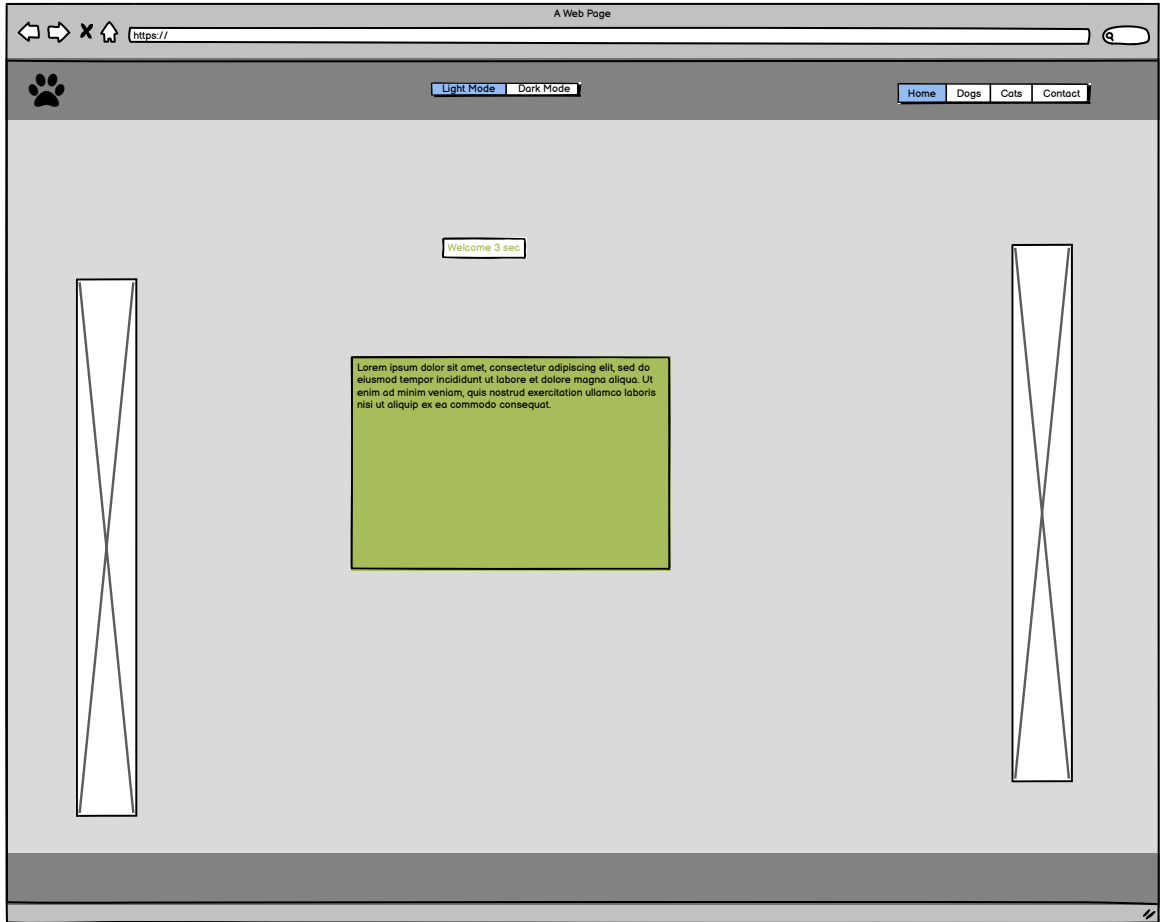 A Web Page
https://
Light Mode Dark Mode
Home Dogs Cats Contact
Welcome 3 sec
Lorem ipsum dolor sit amet, consectetur adipiscing elit, sed do
eiusmod tempor incididunt ut labore et dolore magna aliqua. Ut
enim ad minim veniam, quis nostrud exercitation ullamco laboris
nisi ut aliquip ex ea commodo consequat.